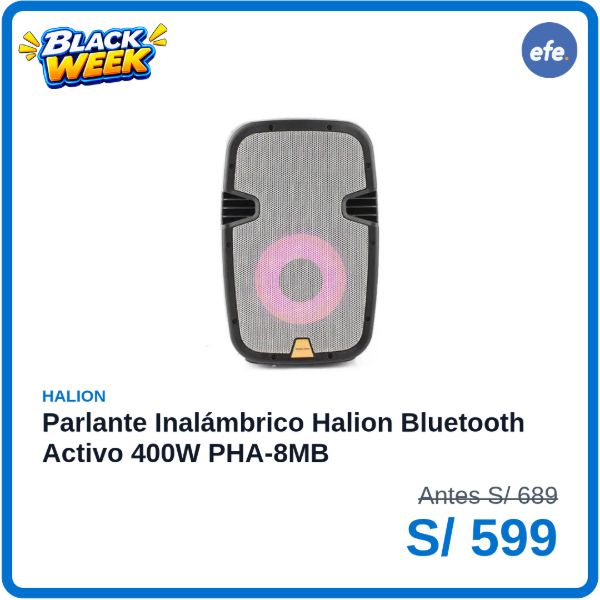 BLACK
WEEK
efe.
HALION
Parlante Inalámbrico Halion Bluetooth
Activo 400W PHA-8MB
Antes S/ 689
S/ 599